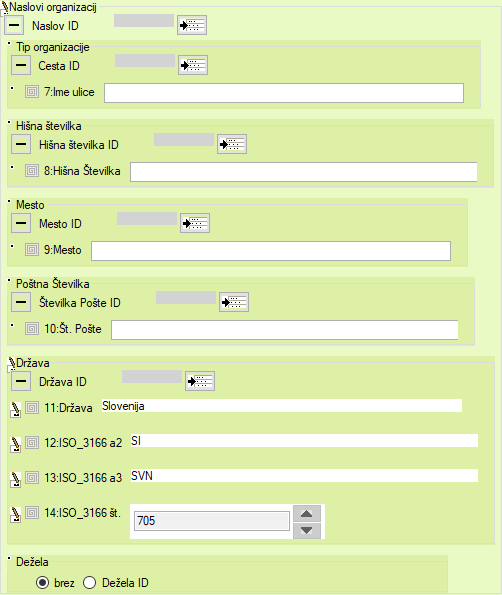 Naslovi organizacij
Naslov ID
Tip organizacije
Cesta ID
7:Ime ulice
Hišna številka
Hišna številka ID
8:Hišna Številka
Mesto
Mesto ID
9:Mesto
Poštna Številka
Številka Pošte ID
10:Št. Pošte
Država
Država ID
11:Država Slovenija
12:ISO_3166 a2 SI
13:ISO_3166 a3 SVN
14:ISO_3166 št. 705
Dežela
brez Dežela ID